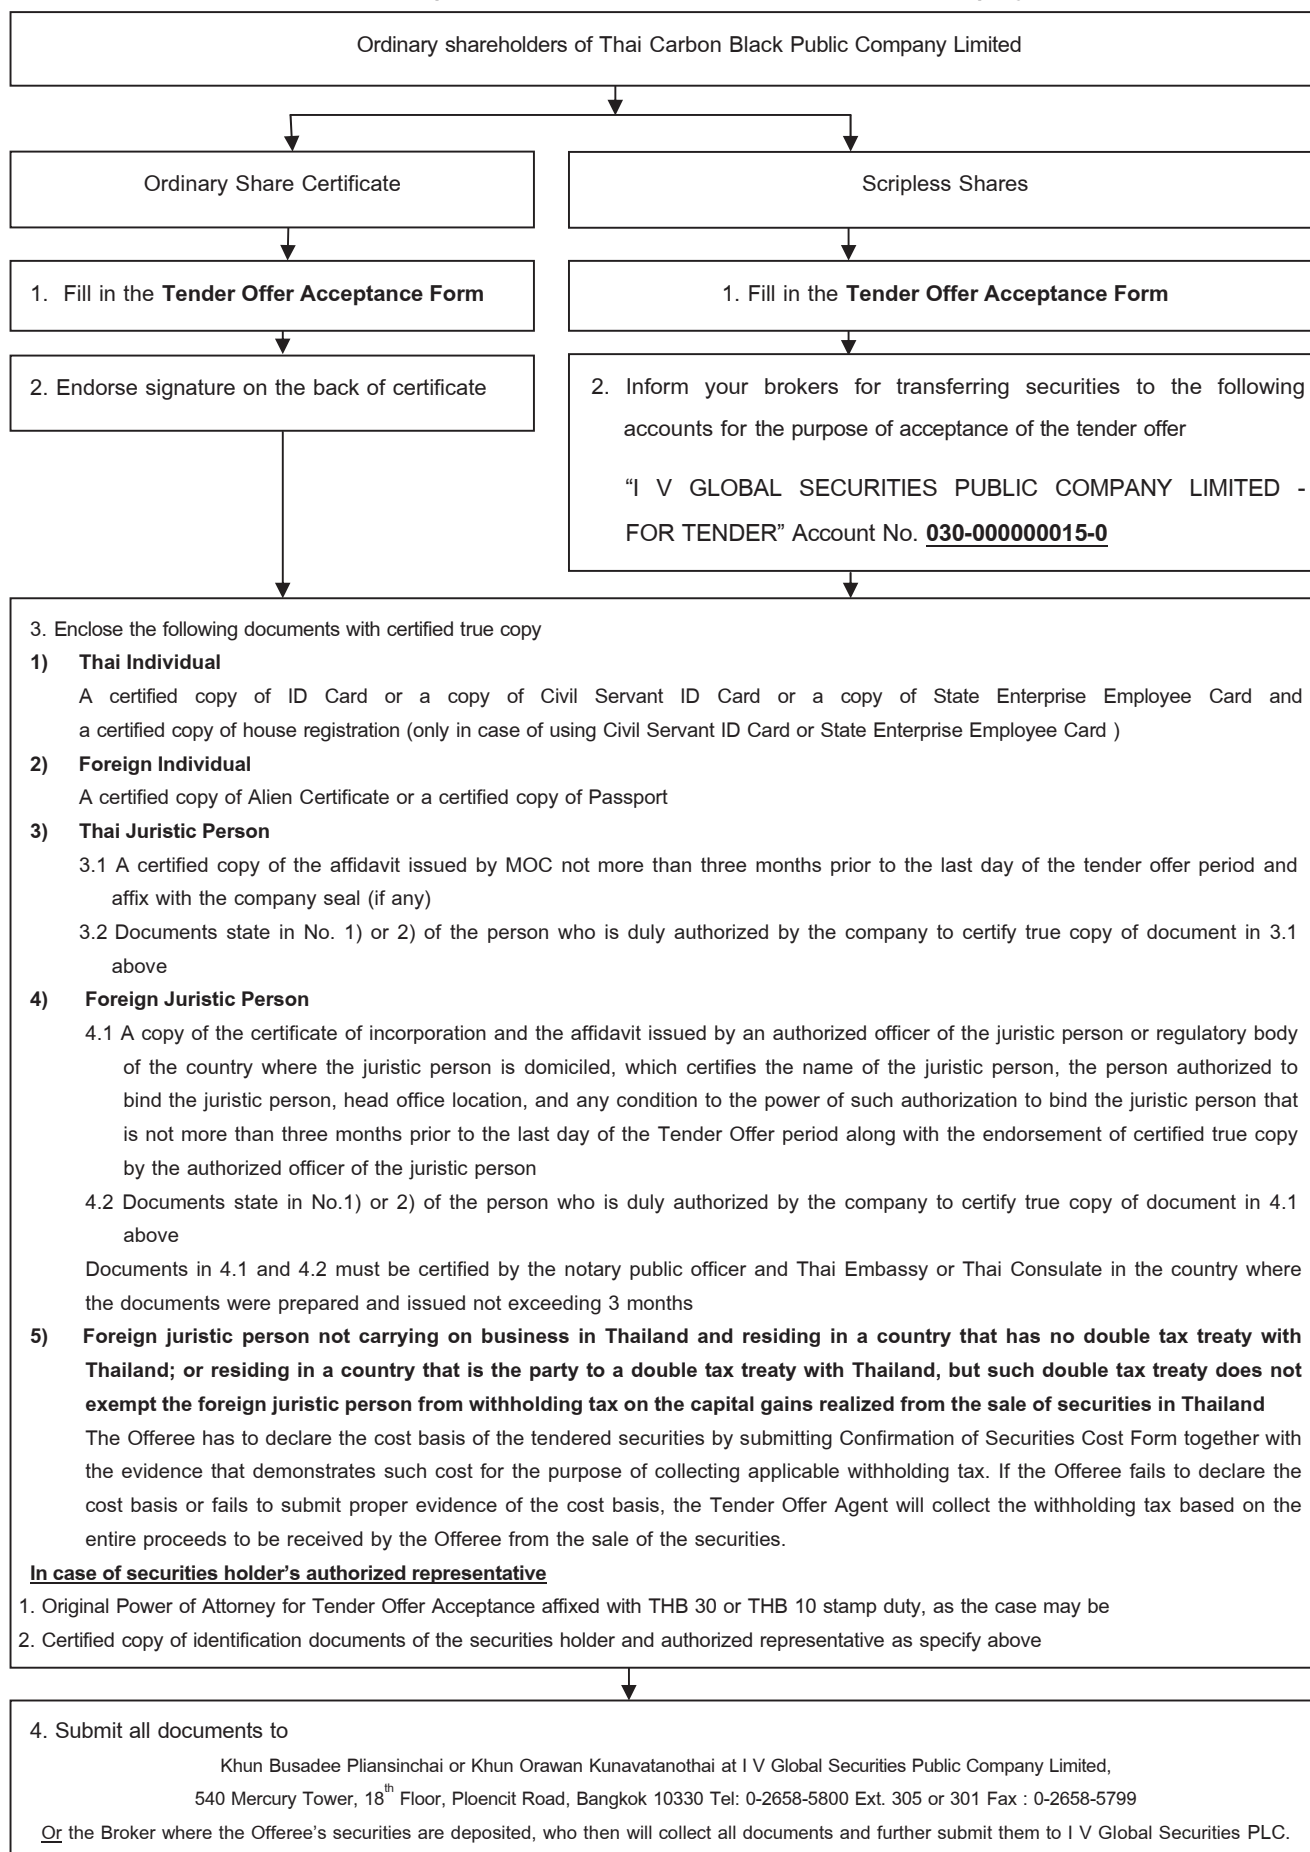 Ordinary shareholders of Thai Carbon Black Public Company Limited
Ordinary Share Certificate
Scripless Shares
1. Fill in the Tender Offer Acceptance Form
1. Fill in the Tender Offer Acceptance Form
2. Endorse signature on the back of certificate
2. Inform your brokers for transferring securities to the following
accounts for the purpose of acceptance of the tender offer
“I V GLOBAL SECURITIES PUBLIC COMPANY LIMITED -
FOR TENDER” Account No. 030-000000015-0
3. Enclose the following documents with certified true copy
1) Thai Individual
A certified copy of ID Card or a copy of Civil Servant ID Card or a copy of State Enterprise Employee Card and
a certified copy of house registration (only in case of using Civil Servant ID Card or State Enterprise Employee Card )
2) Foreign Individual
A certified copy of Alien Certificate or a certified copy of Passport
3) Thai Juristic Person
3.1 A certified copy of the affidavit issued by MOC not more than three months prior to the last day of the tender offer period and
affix with the company seal (if any)
3.2 Documents state in No. 1) or 2) of the person who is duly authorized by the company to certify true copy of document in 3.1
above
4) Foreign Juristic Person
4.1 A copy of the certificate of incorporation and the affidavit issued by an authorized officer of the juristic person or regulatory body
of the country where the juristic person is domiciled, which certifies the name of the juristic person, the person authorized to
bind the juristic person, head office location, and any condition to the power of such authorization to bind the juristic person that
is not more than three months prior to the last day of the Tender Offer period along with the endorsement of certified true copy
by the authorized officer of the juristic person
4.2 Documents state in No.1) or 2) of the person who is duly authorized by the company to certify true copy of document in 4.1
above
Documents in 4.1 and 4.2 must be certified by the notary public officer and Thai Embassy or Thai Consulate in the country where
the documents were prepared and issued not exceeding 3 months
5) Foreign juristic person not carrying on business in Thailand and residing in a country that has no double tax treaty with
Thailand; or residing in a country that is the party to a double tax treaty with Thailand, but such double tax treaty does not
exempt the foreign juristic person from withholding tax on the capital gains realized from the sale of securities in Thailand
The Offeree has to declare the cost basis of the tendered securities by submitting Confirmation of Securities Cost Form together with
the evidence that demonstrates such cost for the purpose of collecting applicable withholding tax. If the Offeree fails to declare the
cost basis or fails to submit proper evidence of the cost basis, the Tender Offer Agent will collect the withholding tax based on the
entire proceeds to be received by the Offeree from the sale of the securities.
In case of securities holder’s authorized representative
1. Original Power of Attorney for Tender Offer Acceptance affixed with THB 30 or THB 10 stamp duty, as the case may be
2. Certified copy of identification documents of the securities holder and authorized representative as specify above
4. Submit all documents to
Khun Busadee Pliansinchai or Khun Orawan Kunavatanothai at I V Global Securities Public Company Limited,
540 Mercury Tower, 18th Floor, Ploencit Road, Bangkok 10330 Tel: 0-2658-5800 Ext. 305 or 301 Fax : 0-2658-5799
Or the Broker where the Offeree’s securities are deposited, who then will collect all documents and further submit them to I V Global Securities PLC.